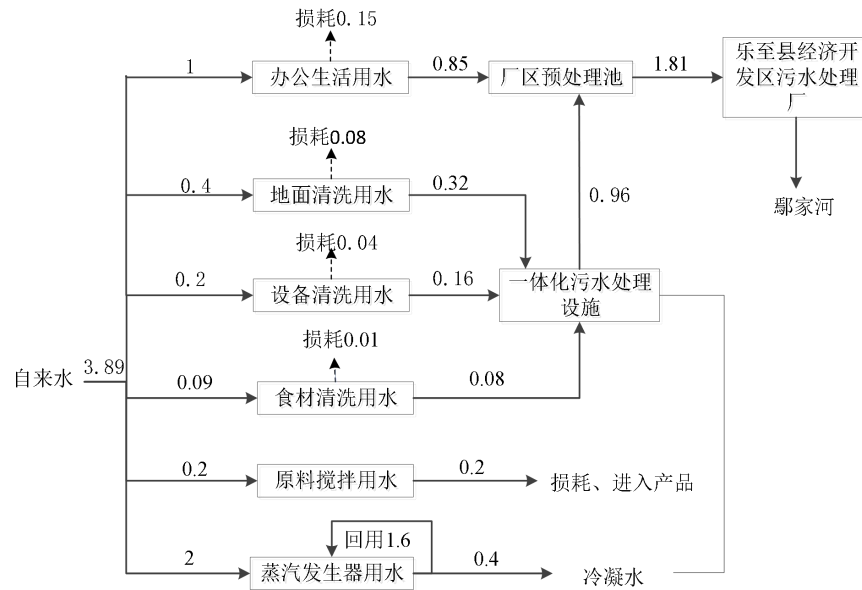 损耗0.15
1
办公生活用水
0.85
厂区预处理池
1.81
乐至县经济开
发区污水处理
厂
损耗0.08
0.4
地面清洗用水
0.32
0.96
鄢家河
损耗0.04
0.2
设备清洗用水
0.16
一体化污水处理
设施
损耗0.01
自来水
3.89
0.09
食材清洗用水
0.08
0.2
原料搅拌用水
0.2
损耗、进入产品
回用1.6
2
蒸汽发生器用水
0.4
冷凝水